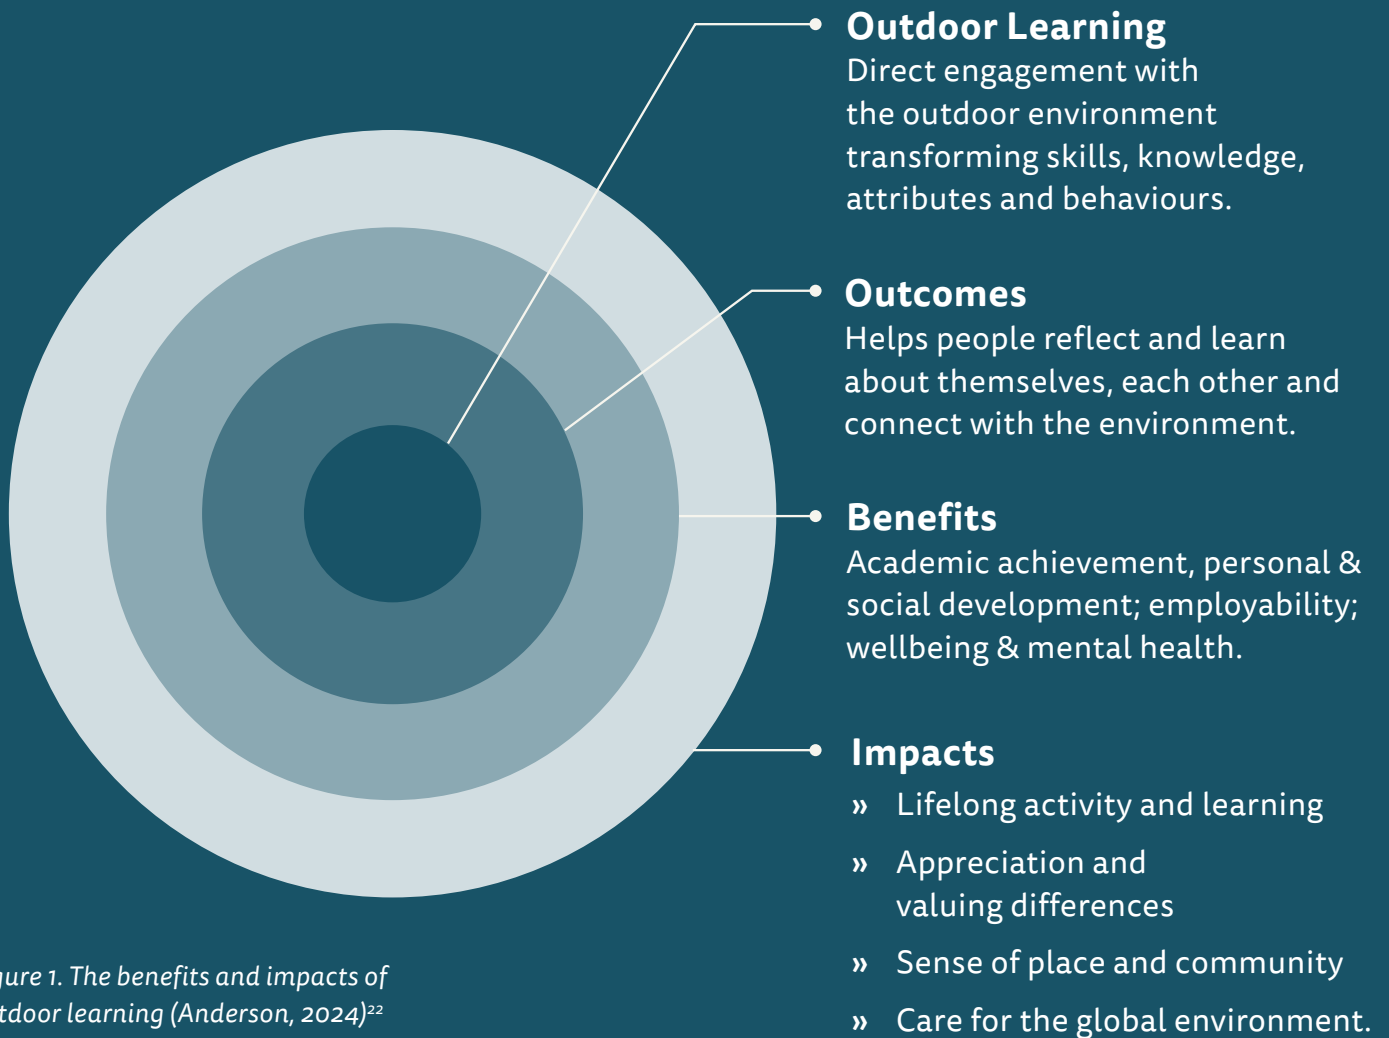 Outdoor Learning
Direct engagement with
the outdoor environment
transforming skills, knowledge,
attributes and behaviours.
Outcomes
Helps people reflect and learn
about themselves, each other and
connect with the environment.
Benefits
Academic achievement, personal &
social development; employability;
wellbeing & mental health.
Impacts
» Lifelong activity and learning
» Appreciation and
valuing differences
» Sense of place and community
» Care for the global environment.
gure 1. The benefits and impacts of
tdoor learning (Anderson, 2024)²²